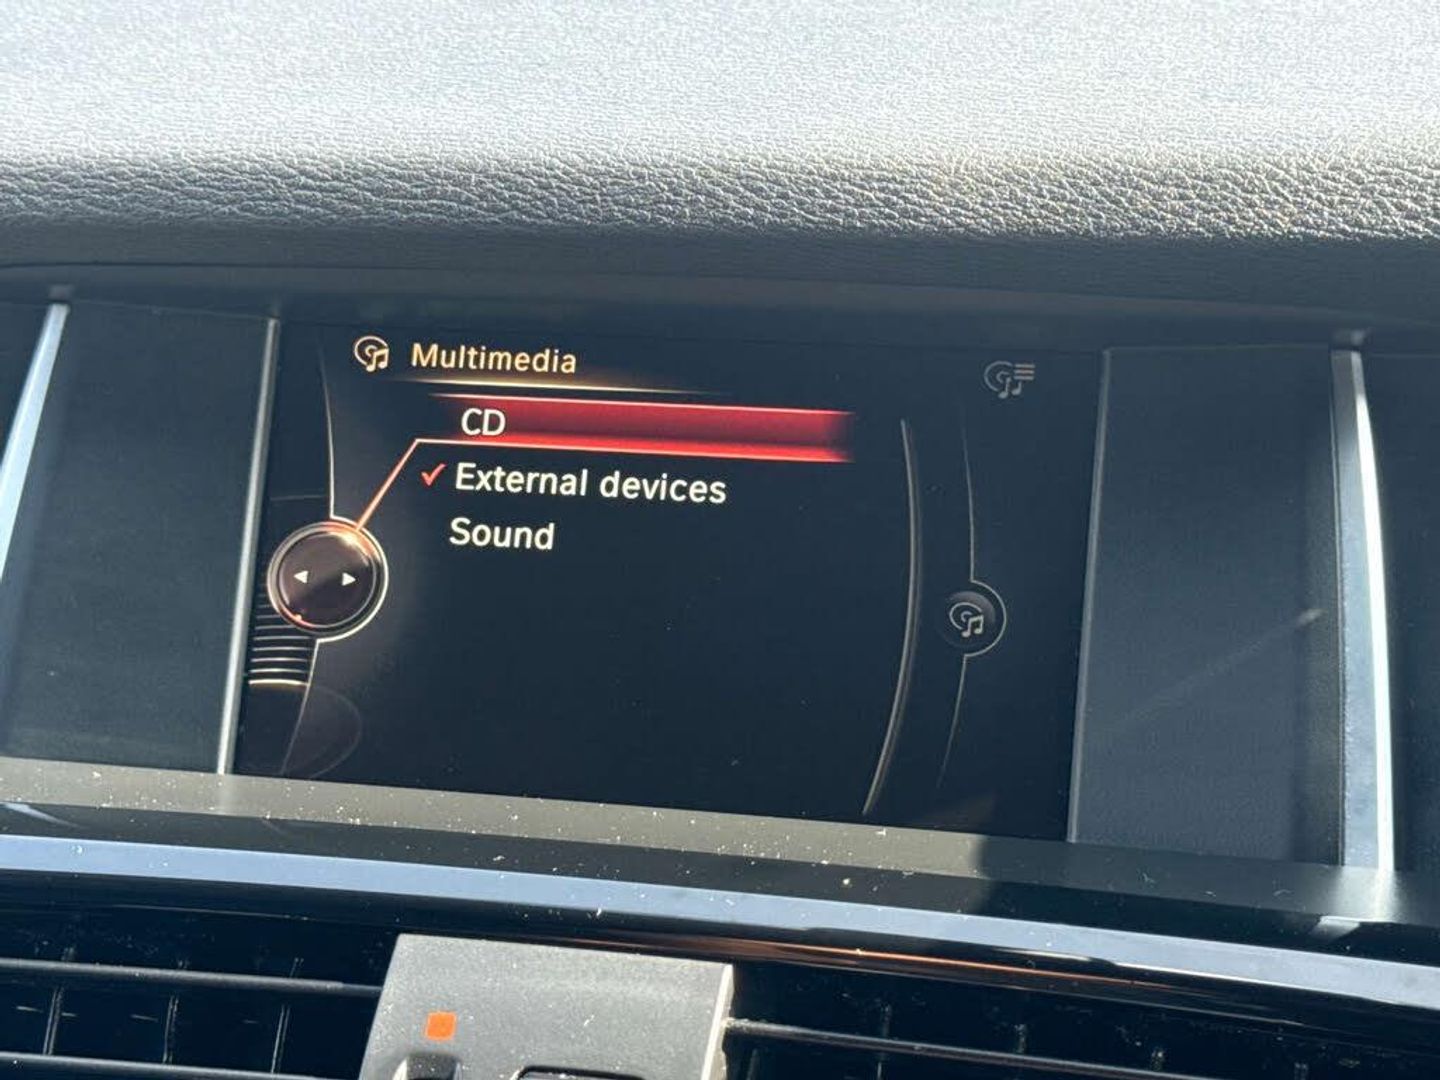 Multimedia
CD
External devices
Sound